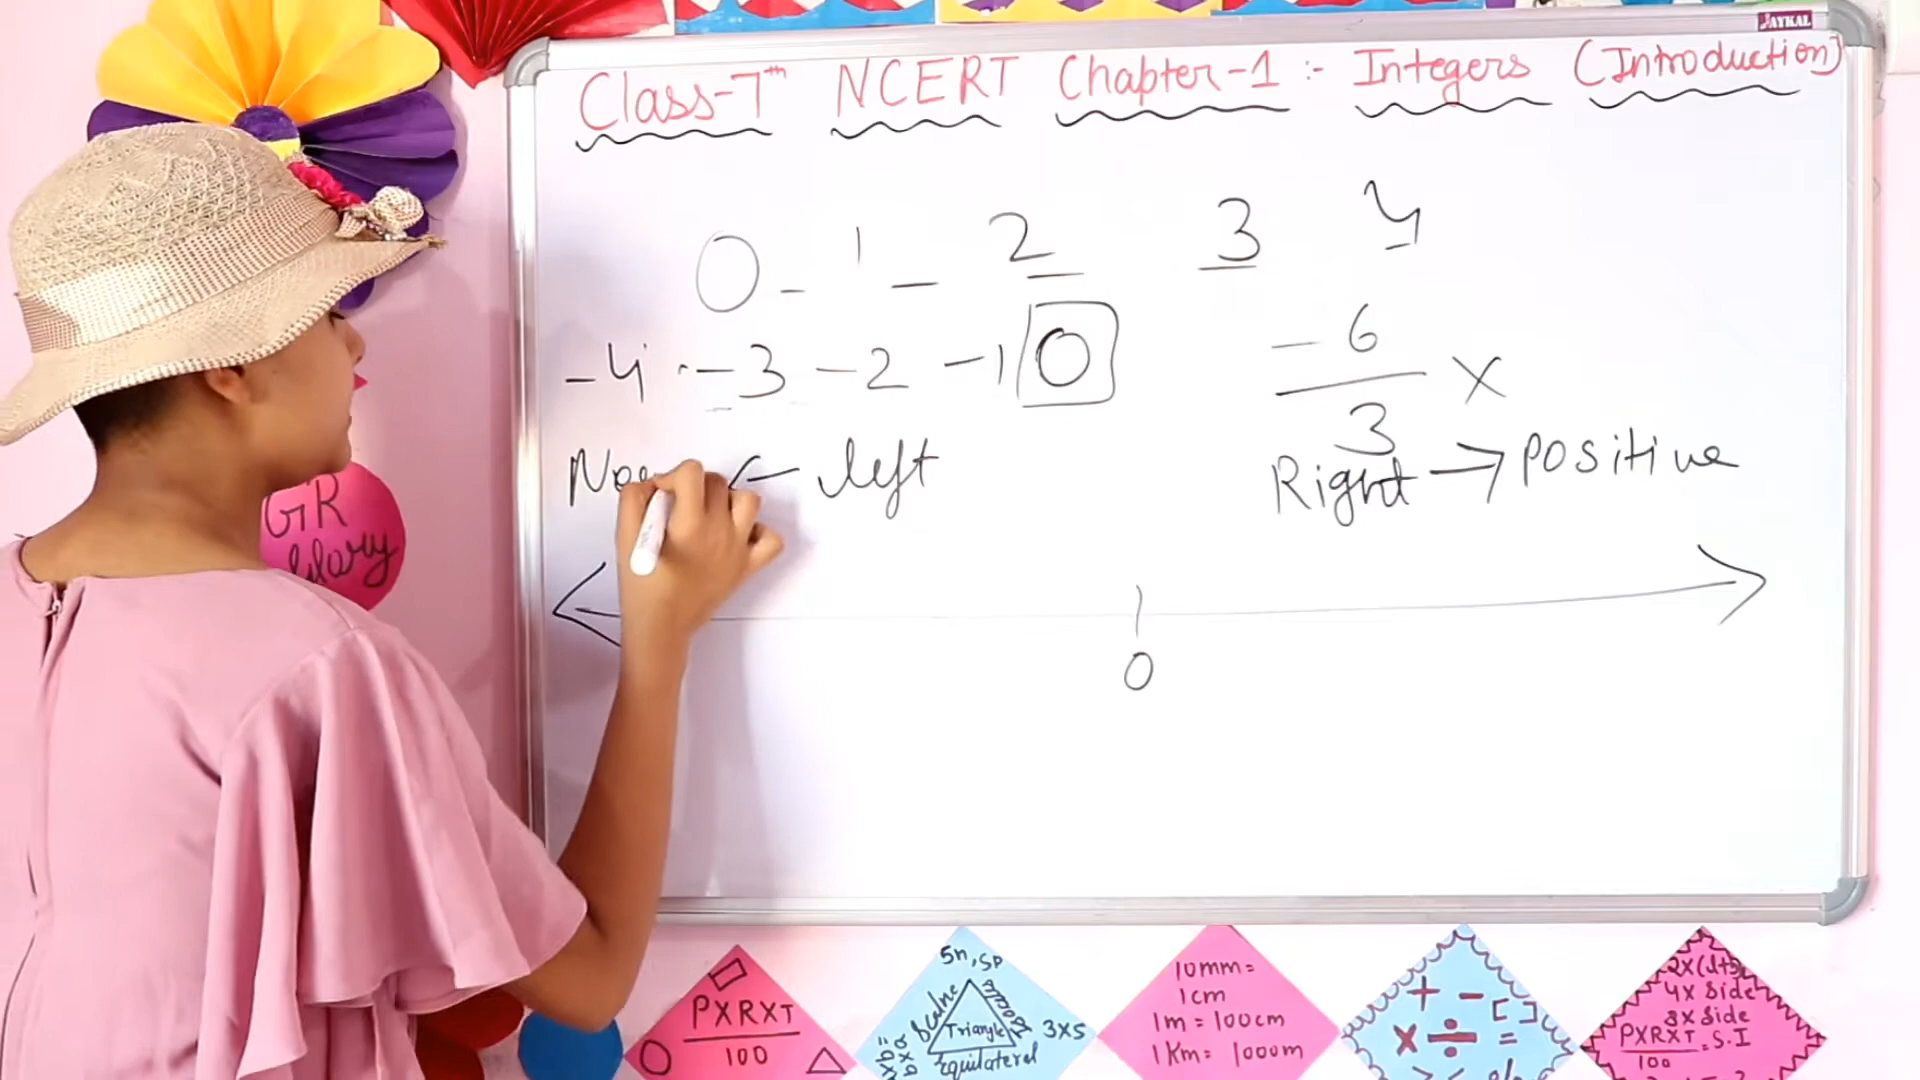 JAYKAL
Class-7th NCERT Chapter-1 :- Integers (Introduction)
0 - 1 - 2 3 4
-4 -3 -2 -1 0
-6
3
X
← left
Right → positive
0
GR
PXRXT
100
5n, sp
Scalne
Triangle
Equilateral
3x5
10mm=
1cm
1m=100cm
1Km= 1000m
+ - [ ]
x ÷ =
4x Side
3x Side
PXRXT = S.I
100